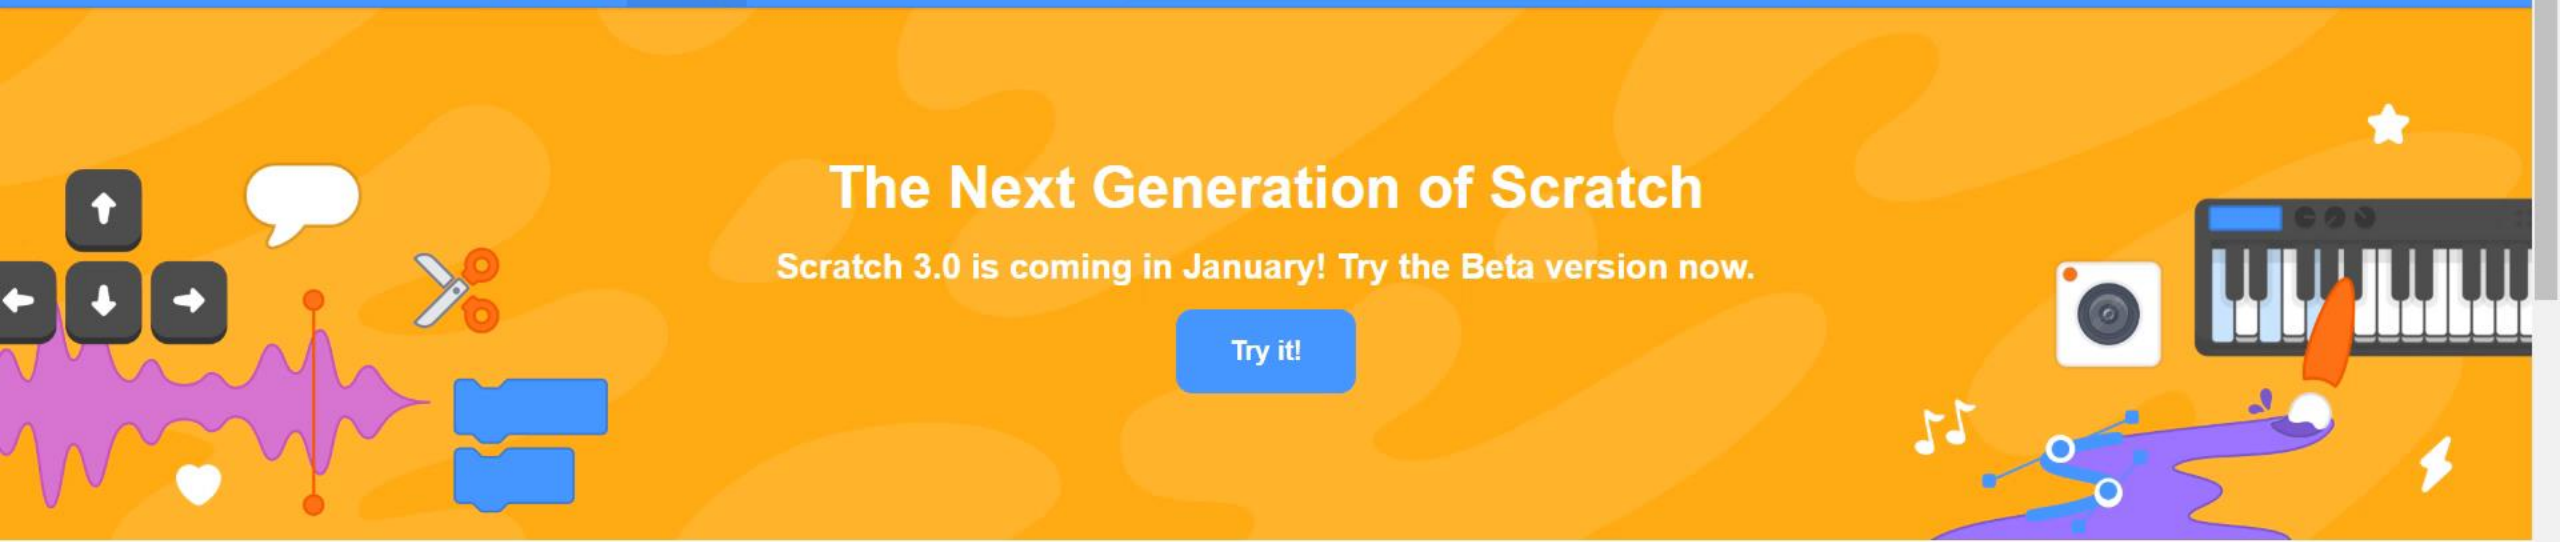 The Next Generation of Scratch
Scratch 3.0 is coming in January! Try the Beta version now.
Try it!